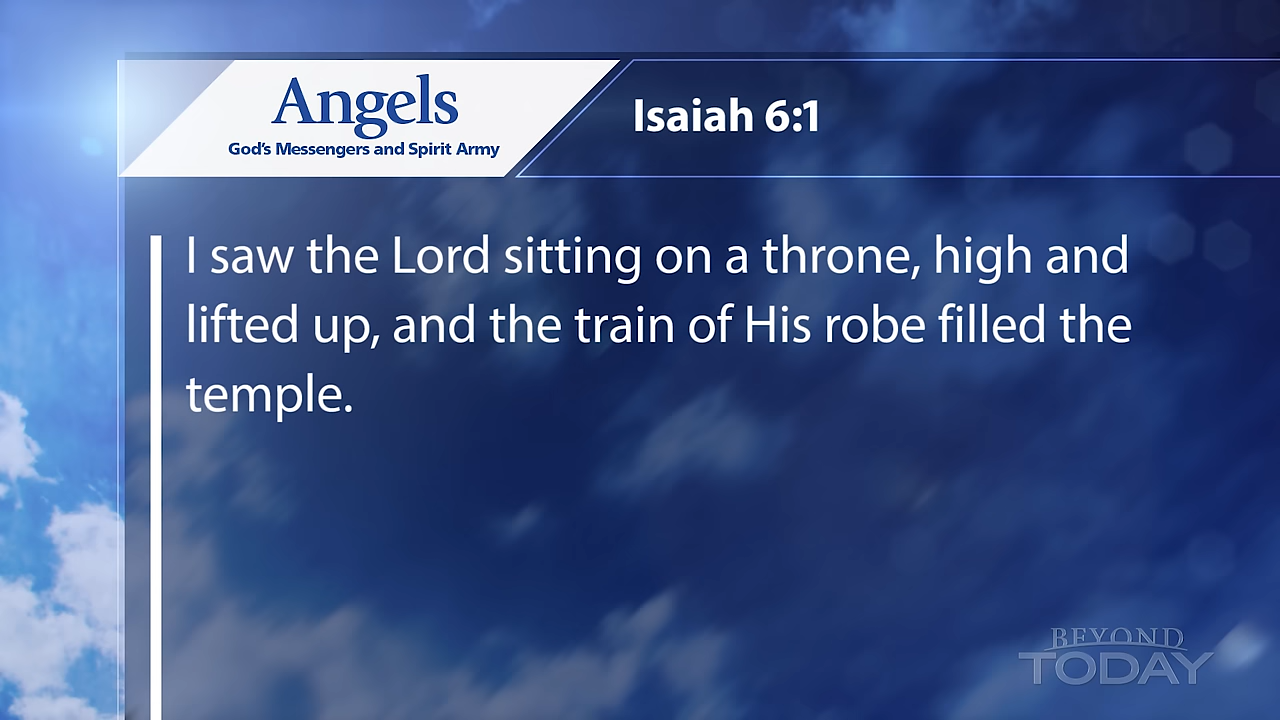 Angels
God's Messengers and Spirit Army
Isaiah 6:1
I saw the Lord sitting on a throne, high and
lifted up, and the train of His robe filled the
temple.
BEYOND
TODAY